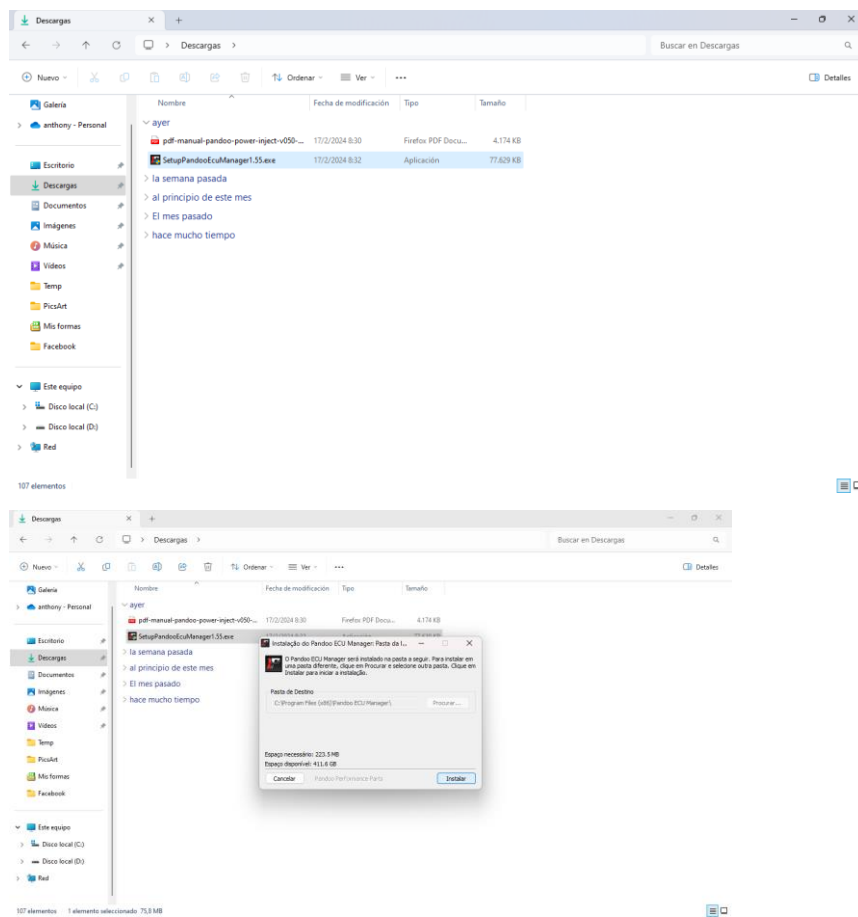 Descargas
Descargas
Buscar en Descargas
Nuevo
Ordenar
Ver
Detalles
Galería
anthony - Personal
Escritorio
Descargas
Documentos
Imágenes
Música
Vídeos
Temp
PicsArt
Mis formas
Facebook
Este equipo
Disco local (C:)
Disco local (D:)
Red
Nombre Fecha de modificación Tipo Tamaño
ayer
pdf-manual-pandoo-power-inject-v050-... 17/2/2024 8:30 Firefox PDF Docu... 4.174 KB
SetupPandooEcuManager1.55.exe 17/2/2024 8:32 Aplicación 77.629 KB
la semana pasada
al principio de este mes
El mes pasado
hace mucho tiempo
107 elementos
Descargas
Descargas
Buscar en Descargas
Nuevo
Ordenar
Ver
Detalles
Galería
anthony - Personal
Escritorio
Descargas
Documentos
Imágenes
Música
Vídeos
Temp
PicsArt
Mis formas
Facebook
Este equipo
Disco local (C:)
Disco local (D:)
Red
Nombre Fecha de modificación Tipo Tamaño
ayer
pdf-manual-pandoo-power-inject-v050-... 17/2/2024 8:30 Firefox PDF Docu... 4.174 KB
SetupPandooEcuManager1.55.exe
la semana pasada
al principio de este mes
El mes pasado
hace mucho tiempo
Instalação do Pandoo ECU Manager: Pasta da I...
O Pandoo ECU Manager será instalado na pasta a seguir. Para instalar em
uma pasta diferente, clique em Procurar e selecione outra pasta. Clique em
Instalar para iniciar a instalação.
Pasta de Destino
C:\Program Files (x86)\Pandoo ECU Manager\
Procurar ...
Espaço necessário: 223.5 MB
Espaço disponível: 411.6 GB
Cancelar
Pandoo Performance Parts
Instalar
107 elementos 1 elemento seleccionado 75,8 MB